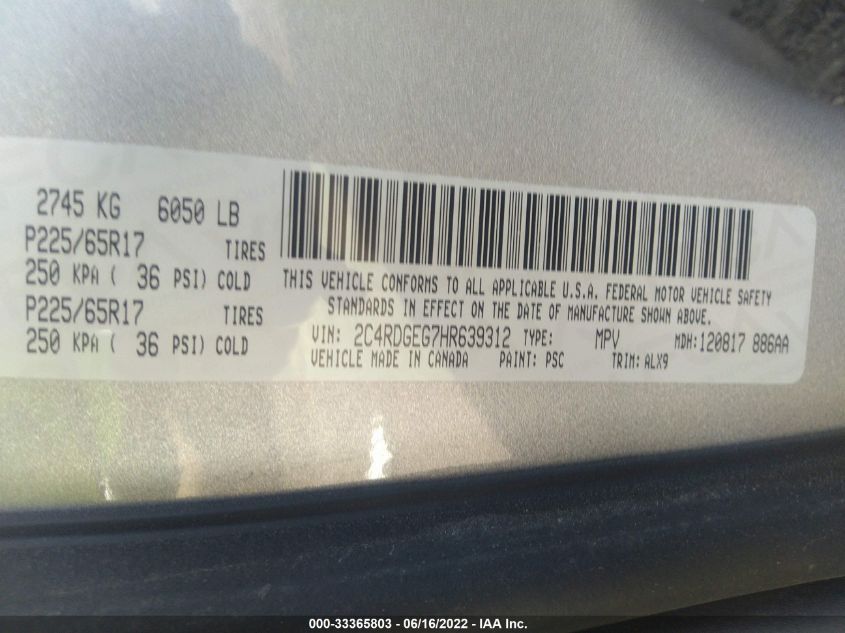 2745 KG 6050 LB
P225/65R17 TIRES
250 KPA ( 36 PSI) COLD
P225/65R17 TIRES
250 KPA ( 36 PSI) COLD
THIS VEHICLE CONFORMS TO ALL APPLICABLE U.S.A. FEDERAL MOTOR VEHICLE SAFETY
STANDARDS IN EFFECT ON THE DATE OF MANUFACTURE SHOWN ABOVE.
VIN: 2C4RDGEG7HR639312 TYPE: MPV MDH:120817 886AA
VEHICLE MADE IN CANADA PAINT: PSC TRIM: ALX9
000-33365803 - 06/16/2022 - IAA Inc.